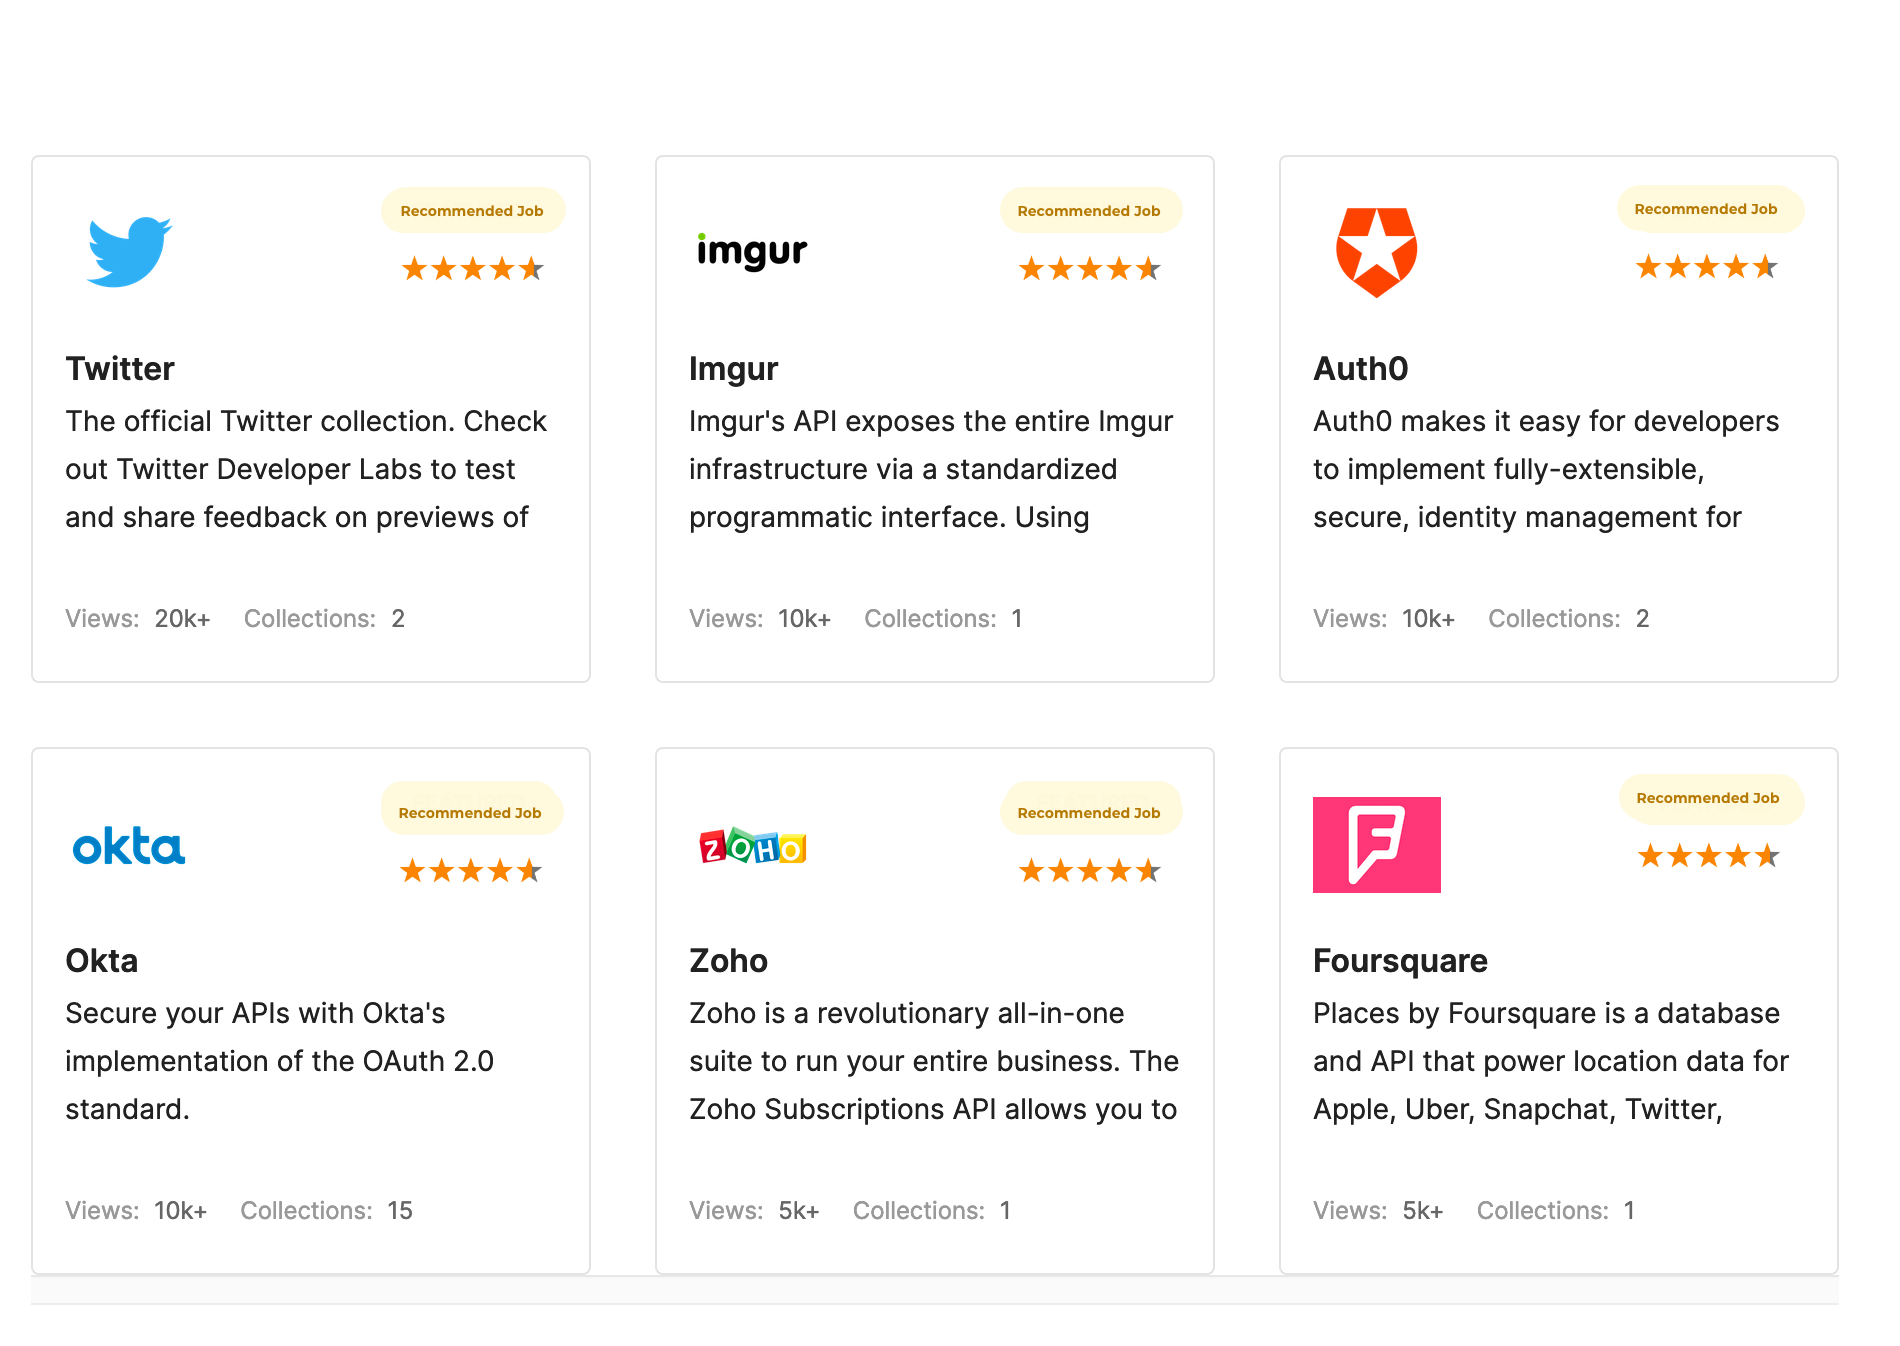 Recommended Job
imgur
Recommended Job
Recommended Job
Twitter
The official Twitter collection. Check
out Twitter Developer Labs to test
and share feedback on previews of
Views: 20k+ Collections: 2
Imgur
Imgur's API exposes the entire Imgur
infrastructure via a standardized
programmatic interface. Using
Views: 10k+ Collections: 1
Auth0
Auth0 makes it easy for developers
to implement fully-extensible,
secure, identity management for
Views: 10k+ Collections: 2
okta
Recommended Job
ZOHO
Recommended Job
Recommended Job
Okta
Secure your APIs with Okta's
implementation of the OAuth 2.0
standard.
Views: 10k+ Collections: 15
Zoho
Zoho is a revolutionary all-in-one
suite to run your entire business. The
Zoho Subscriptions API allows you to
Views: 5k+ Collections: 1
Foursquare
Places by Foursquare is a database
and API that power location data for
Apple, Uber, Snapchat, Twitter,
Views: 5k+ Collections: 1